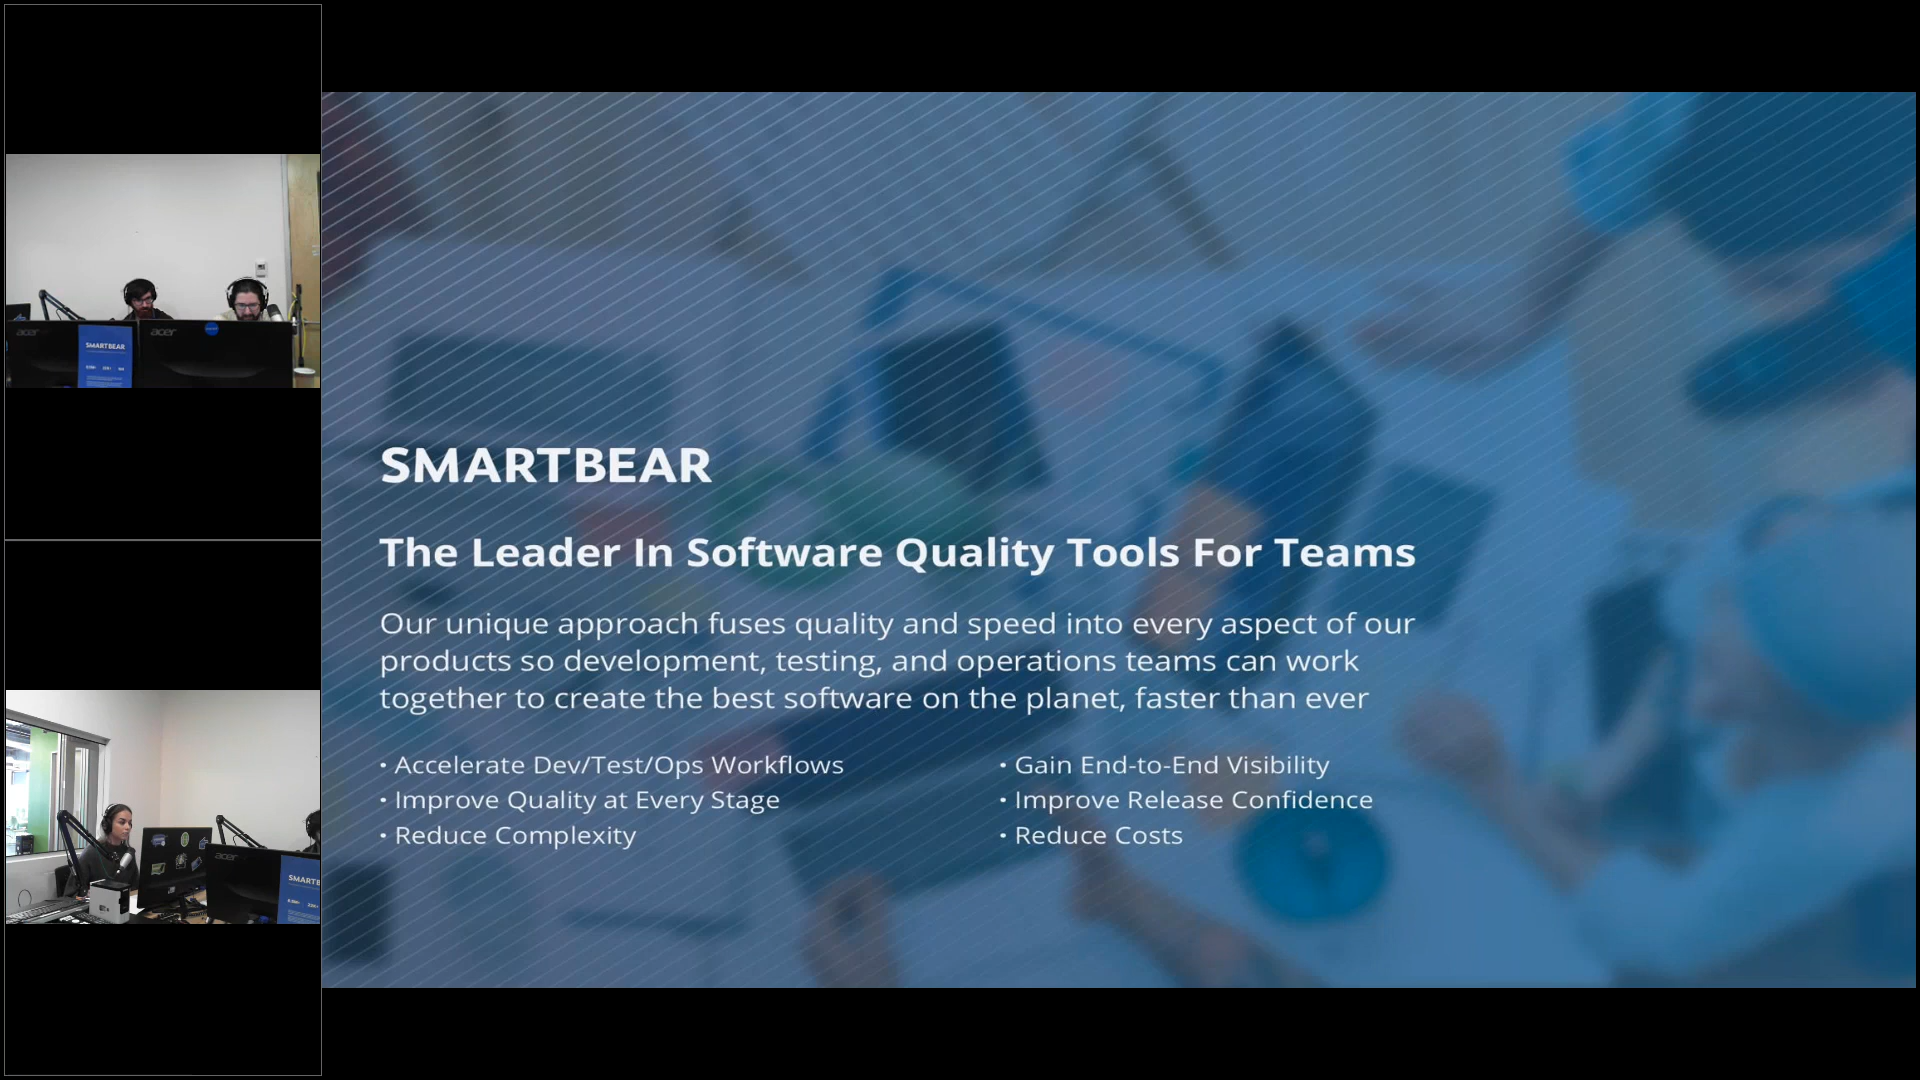 acer
SMARTBEAR
acer
acer
SMARTB
SMARTBEAR
The Leader In Software Quality Tools For Teams
Our unique approach fuses quality and speed into every aspect of our
products so development, testing, and operations teams can work
together to create the best software on the planet, faster than ever
• Accelerate Dev/Test/Ops Workflows
• Improve Quality at Every Stage
• Reduce Complexity
• Gain End-to-End Visibility
• Improve Release Confidence
• Reduce Costs